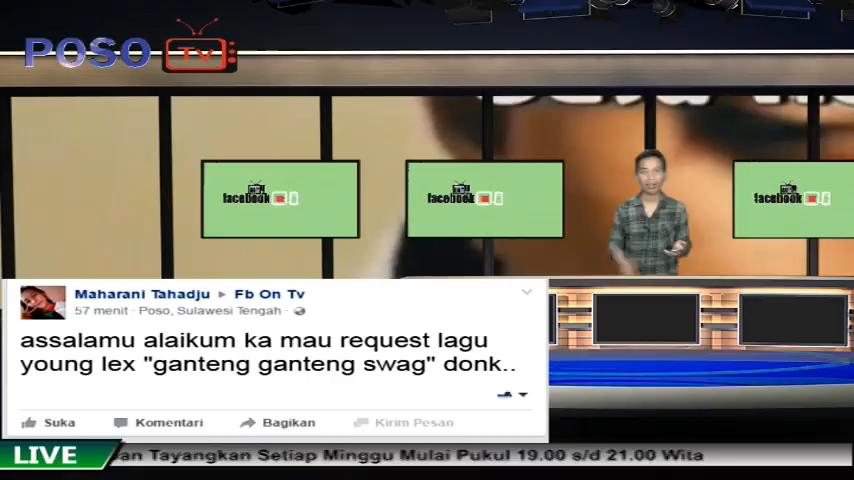 POSO TV
facebook
facebook
facebook
Maharani Tahadju ▸ Fb On Tv
57 menit · Poso, Sulawesi Tengah ·
assalamu alaikum ka mau request lagu
young lex "ganteng ganteng swag" donk..
Suka Komentari Bagikan Kirim Pesan
LIVE Tayangkan Setiap Minggu Mulai Pukul 19.00 s/d 21.00 Wita